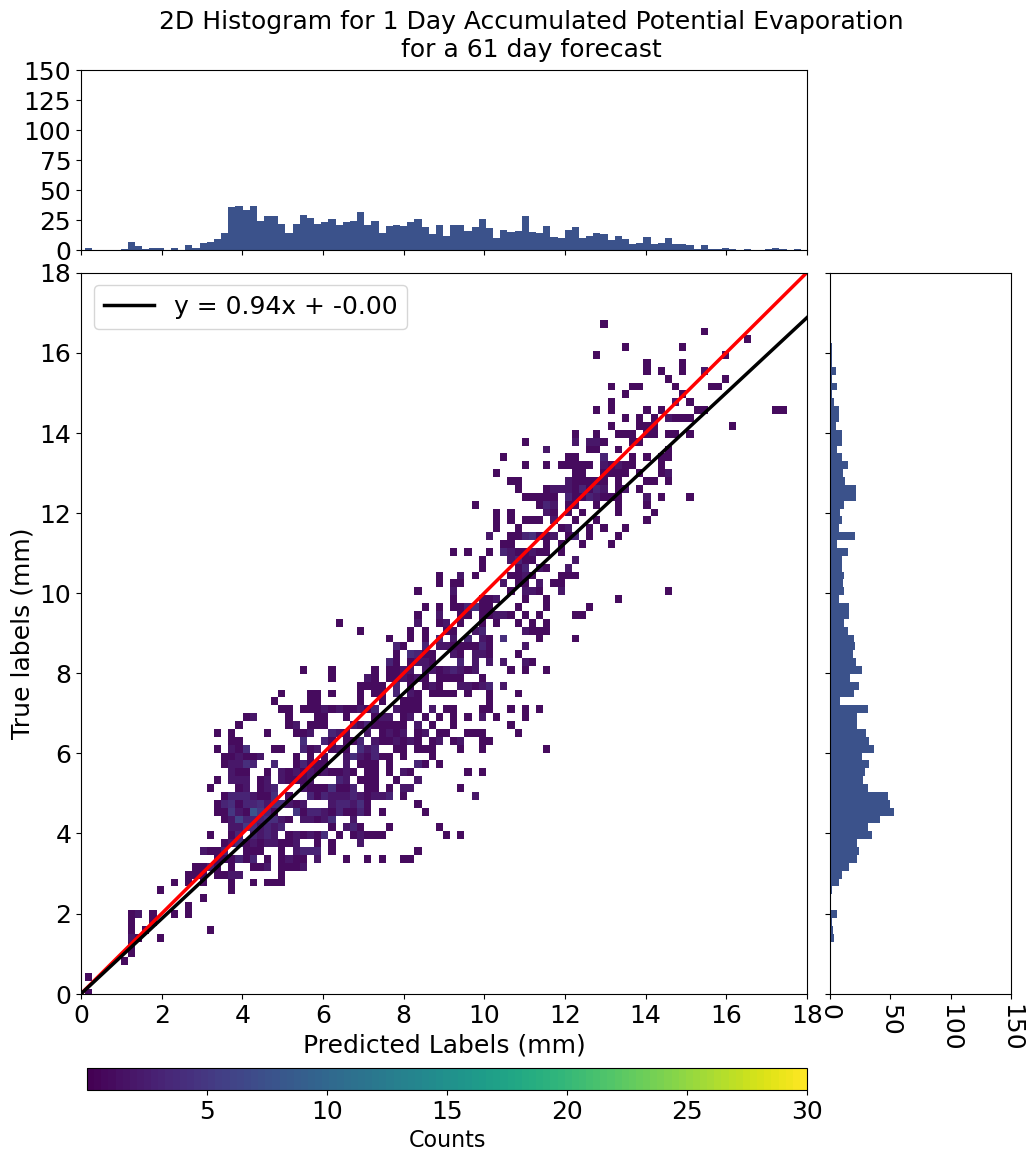 2D Histogram for 1 Day Accumulated Potential Evaporation
for a 61 day forecast
150
125
100
75
50
25
0
18
16
14
12
10
8
6
4
2
0
True labels (mm)
y = 0.94x + -0.00
0 2 4 6 8 10 12 14 16 18
Predicted Labels (mm)
0 50 100 150
5 10 15 20 25 30
Counts